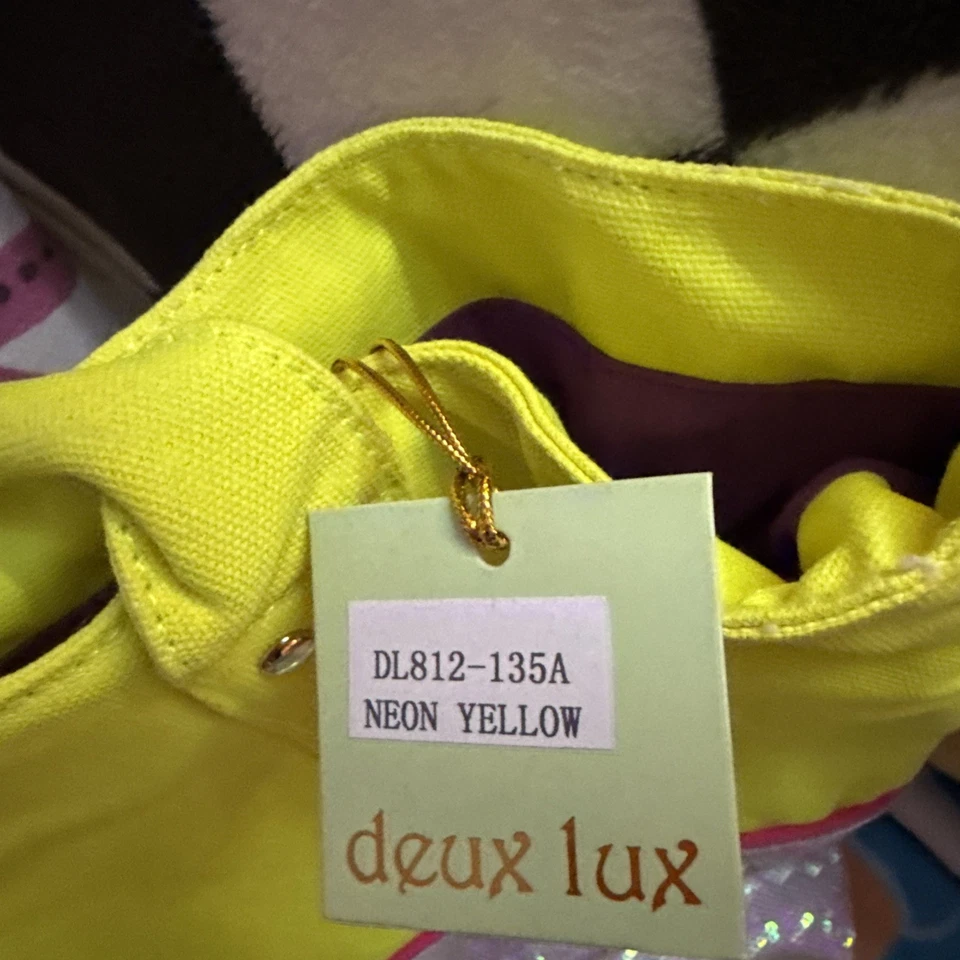 DL812-135A
NEON YELLOW
deux lux